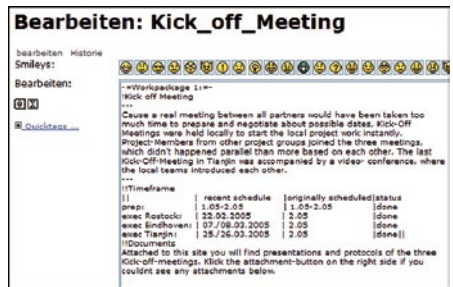 Bearbeiten: Kick_off_Meeting
bearbeiten Historie
Smileys:
Bearbeiten:
Quicktags ...
-=Workpackage 1:=-
!Kick off Meeting
---
Cause a real meeting between all partners would have been taken too
much time to prepare and negotiate about possible dates. Kick-Off
Meetings were held locally to start the local project work instantly.
Project-Members from other project groups joined the three meetings,
which didn't happened parallel than more based on each other. The last
Kick-Off-Meeting in Tianjin was accompanied by a video- conference, where
the local teams introduced each other.
---
!!Timeframe
|| | recent schedule |originally scheduled|status
prep: | 1.05-2.05 | 1.05-2.05 |done
exec Rostock: | 22.02.2005 | 2.05 |done
exec Eindhoven: | 07./08.03.2005 | 2.05 |done
exec Tianjin: | 25./26.03.2005 | 2.05 |done||
!!Documents
Attached to this site you will find presentations and protocols of the three
Kick-off-meetings. Klick the attachment-button on the right side if you
couldnt see any attachments below.